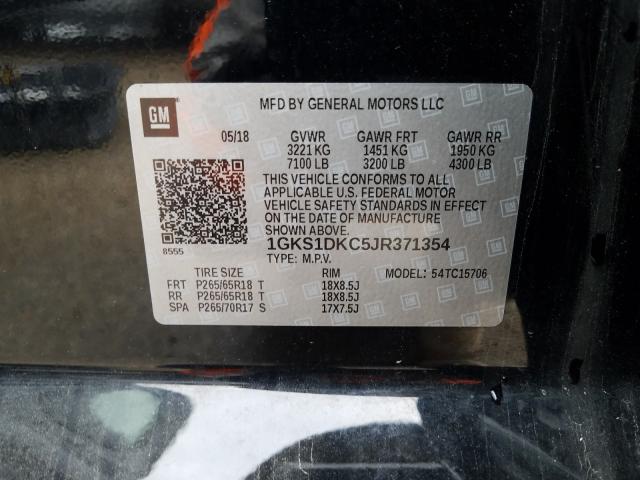 GM
MFD BY GENERAL MOTORS LLC
05/18 GVWR GAWR FRT GAWR RR
3221 KG 1451 KG 1950 KG
7100 LB 3200 LB 4300 LB
THIS VEHICLE CONFORMS TO ALL
APPLICABLE U.S. FEDERAL MOTOR
VEHICLE SAFETY STANDARDS IN EFFECT
ON THE DATE OF MANUFACTURE
SHOWN ABOVE.
8555
1GKS1DKC5JR371354
TYPE: M.P.V.
TIRE SIZE RIM MODEL: 54TC15706
FRT P265/65R18 T 18X8.5J
RR P265/65R18 T 18X8.5J
SPA P265/70R17 S 17X7.5J